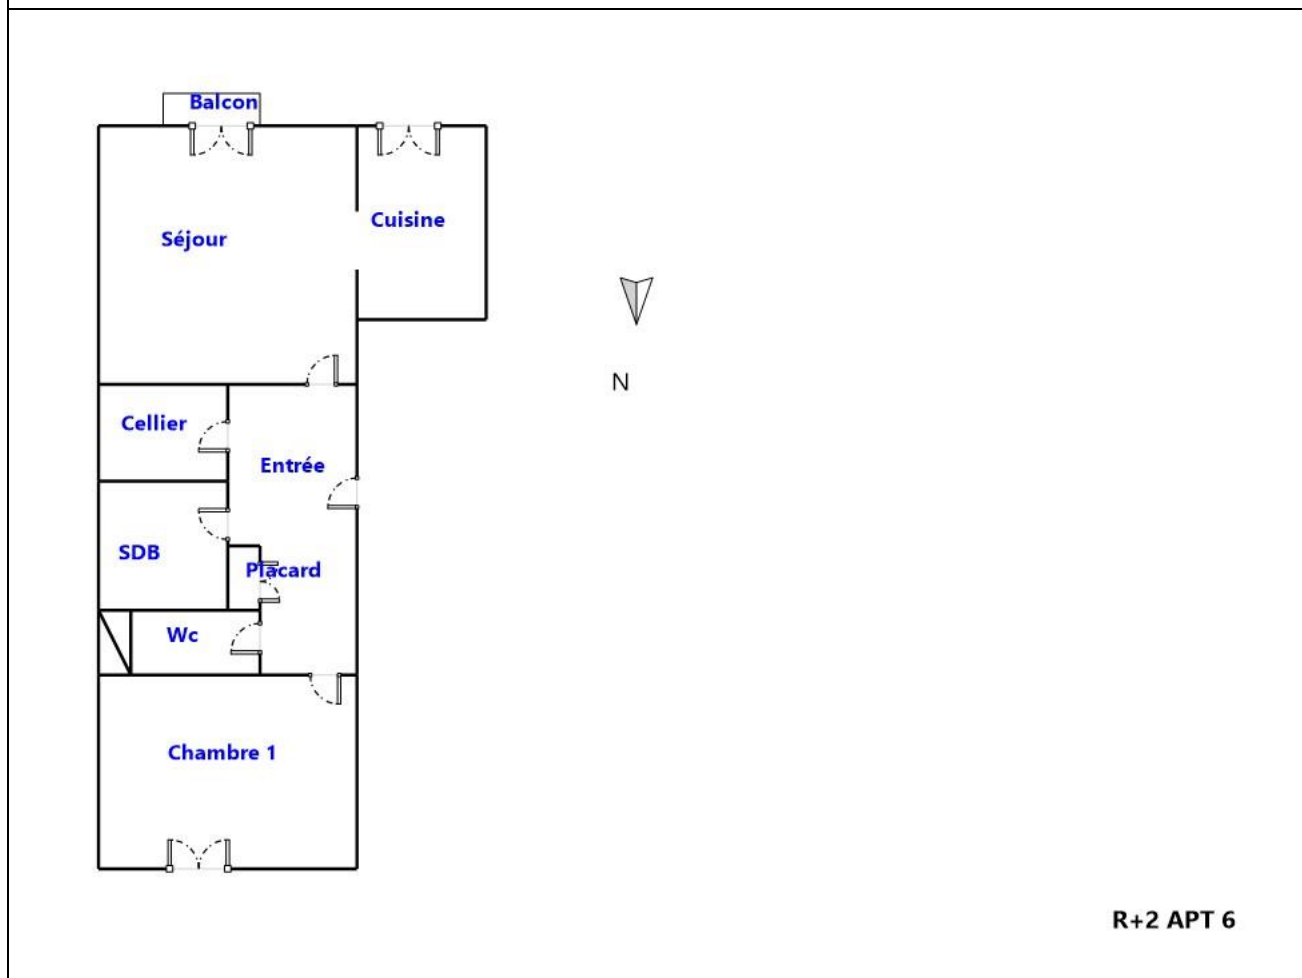 Balcon
Cuisine
Séjour
N
Cellier
Entrée
SDB
Placard
Wc
Chambre 1
R+2 APT 6